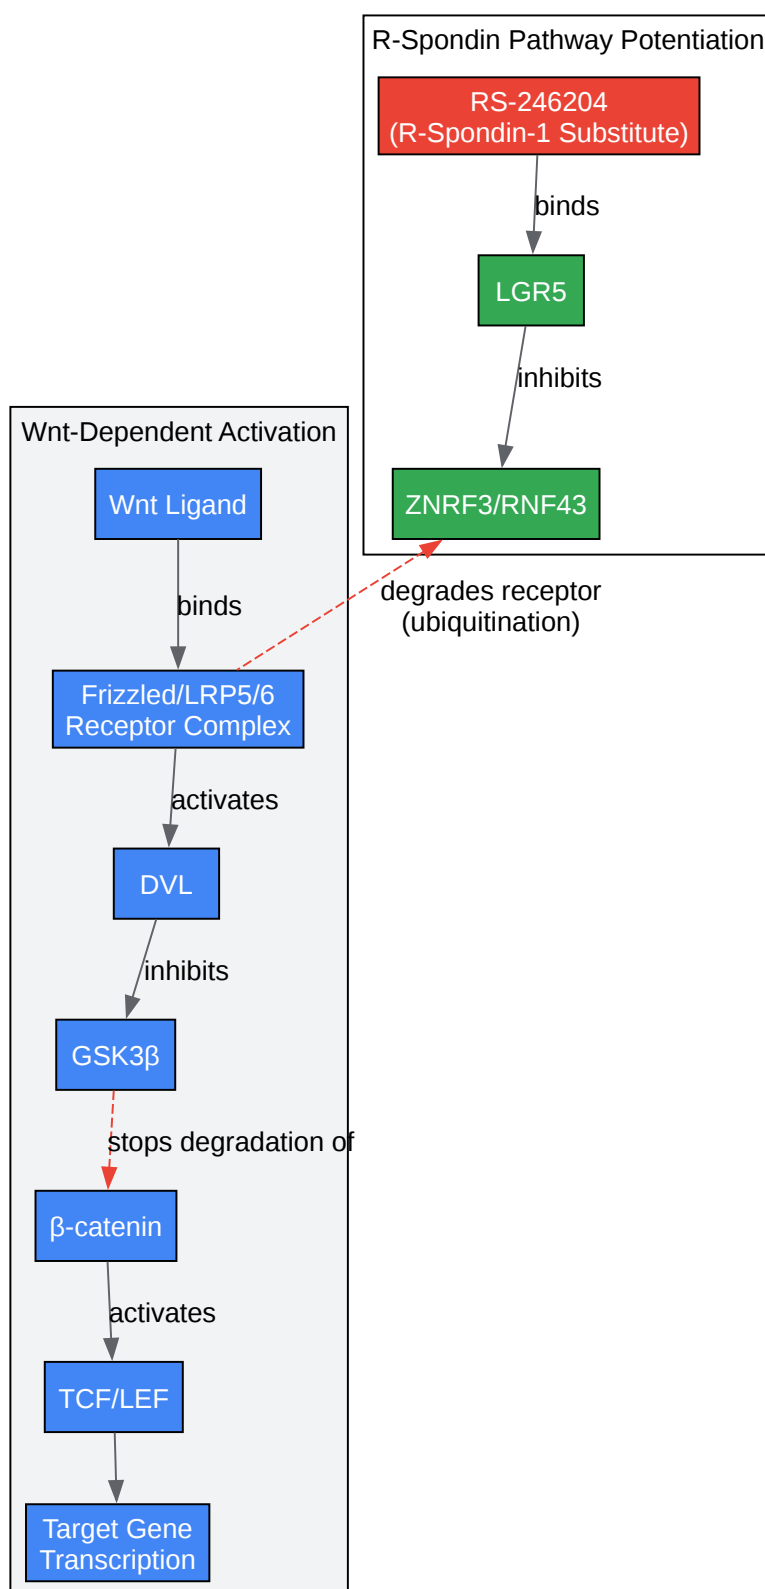 R-Spondin Pathway Potentiation
RS-246204
(R-Spondin-1 Substitute)
binds
LGR5
inhibits
ZNRF3/RNF43
degrades receptor
(ubiquitination)
Wnt-Dependent Activation
Wnt Ligand
binds
Frizzled/LRP5/6
Receptor Complex
activates
DVL
inhibits
GSK3β
stops degradation of
β-catenin
activates
TCF/LEF
Target Gene
Transcription